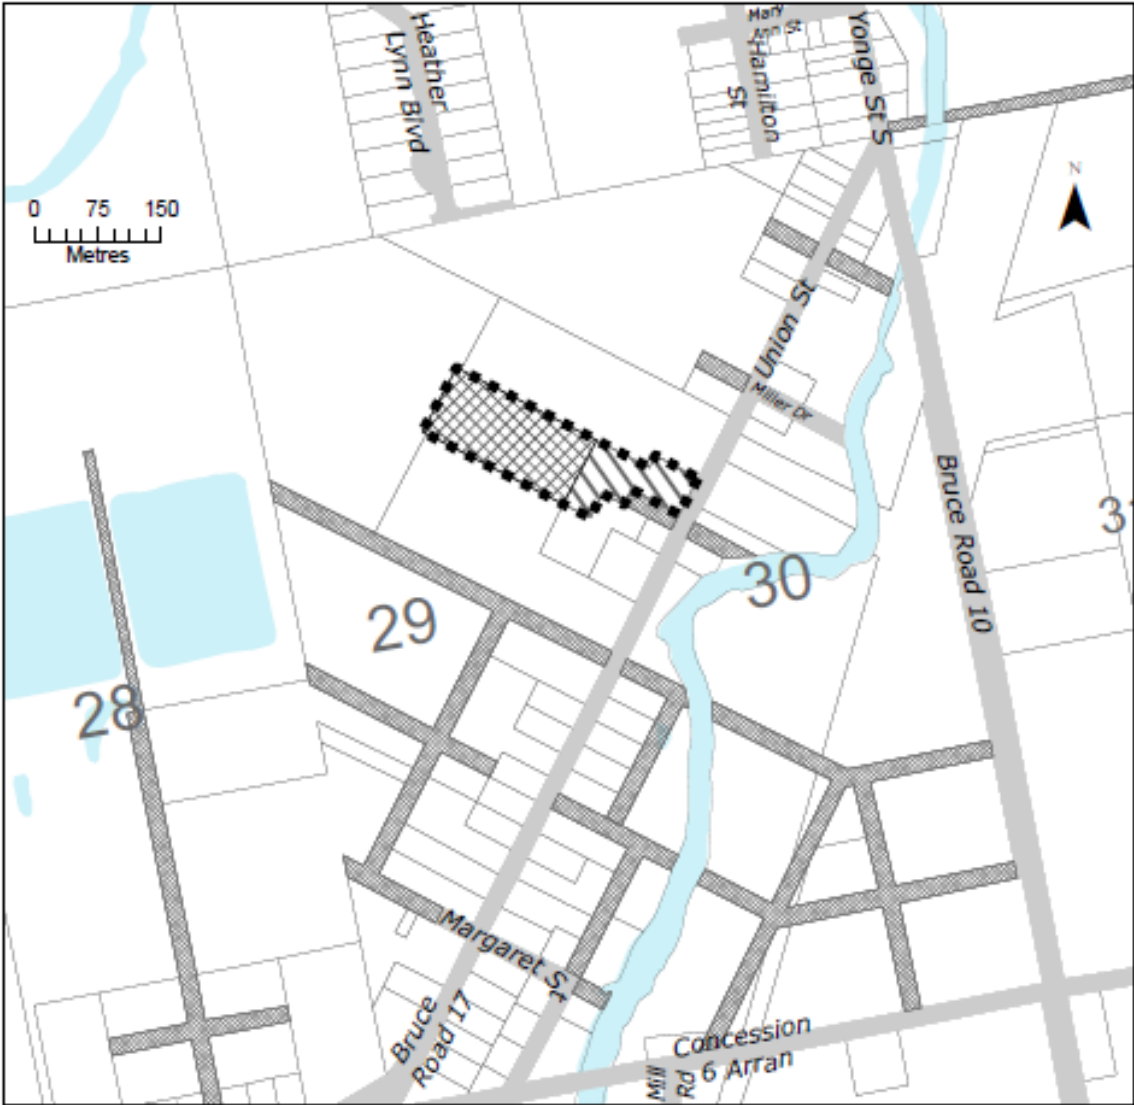 Heather
Lynn Blvd
Mary
Ann St
Hamilton
St
Yonge St S
N
0 75 150
Metres
Union St
Miller Dr
Bruce Road 10
31
30
29
28
Margaret St
Bruce
Road 17
Concession
6 Arran
Mill
Rd